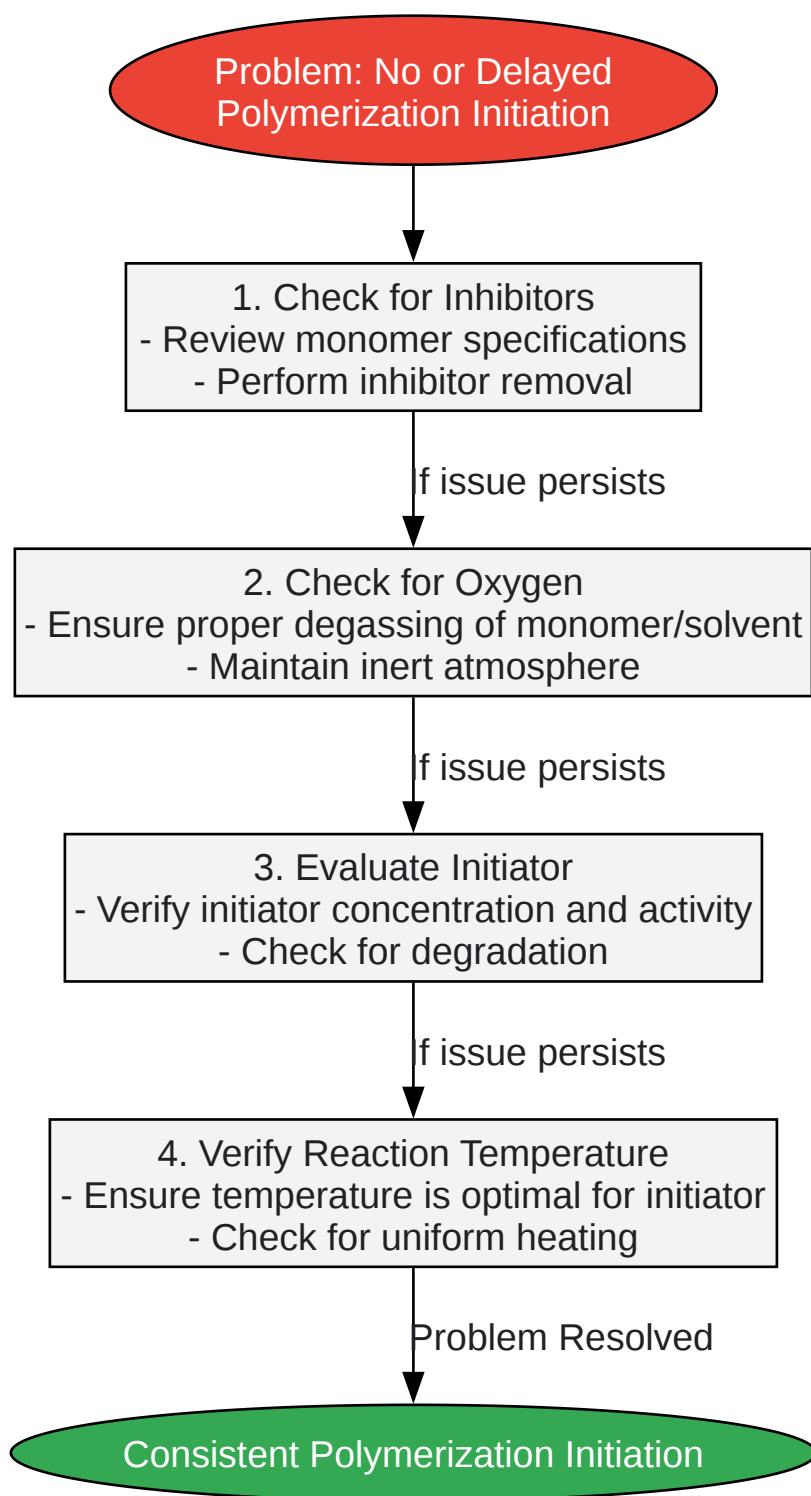 Problem: No or Delayed
Polymerization Initiation
1. Check for Inhibitors
- Review monomer specifications
- Perform inhibitor removal
If issue persists
2. Check for Oxygen
- Ensure proper degassing of monomer/solvent
- Maintain inert atmosphere
If issue persists
3. Evaluate Initiator
- Verify initiator concentration and activity
- Check for degradation
If issue persists
4. Verify Reaction Temperature
- Ensure temperature is optimal for initiator
- Check for uniform heating
Problem Resolved
Consistent Polymerization Initiation